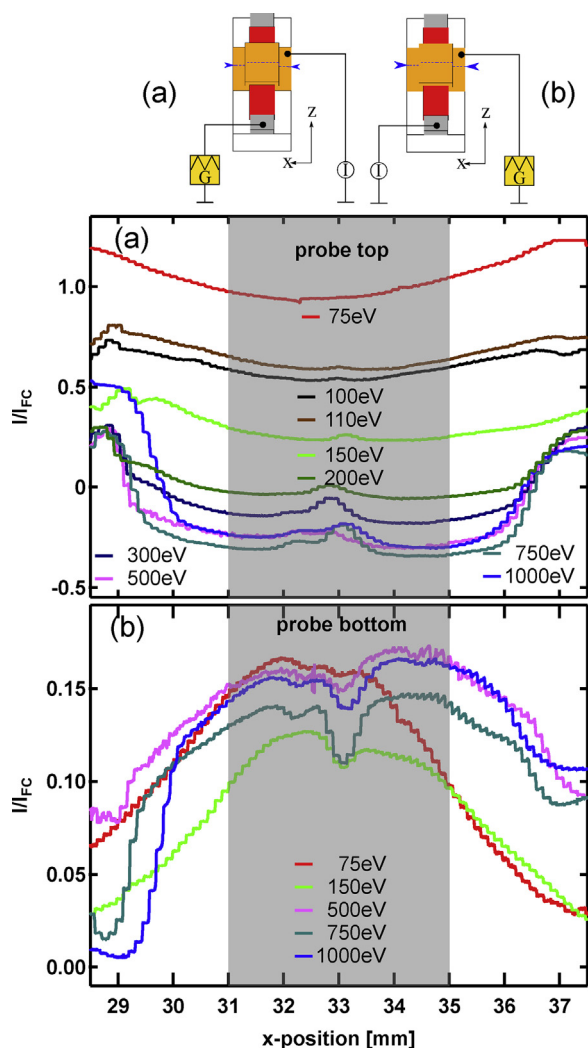 (a)
(b)
Z
X
G
I
I
Z
X
G
(a)
probe top
75eV
100eV
110eV
150eV
200eV
300eV
500eV
750eV
1000eV
1.0
0.5
0
-0.5
I/I_FC
(b)
probe bottom
75eV
150eV
500eV
750eV
1000eV
0.15
0.10
0.05
0.00
I/I_FC
29 30 31 32 33 34 35 36 37
x-position [mm]